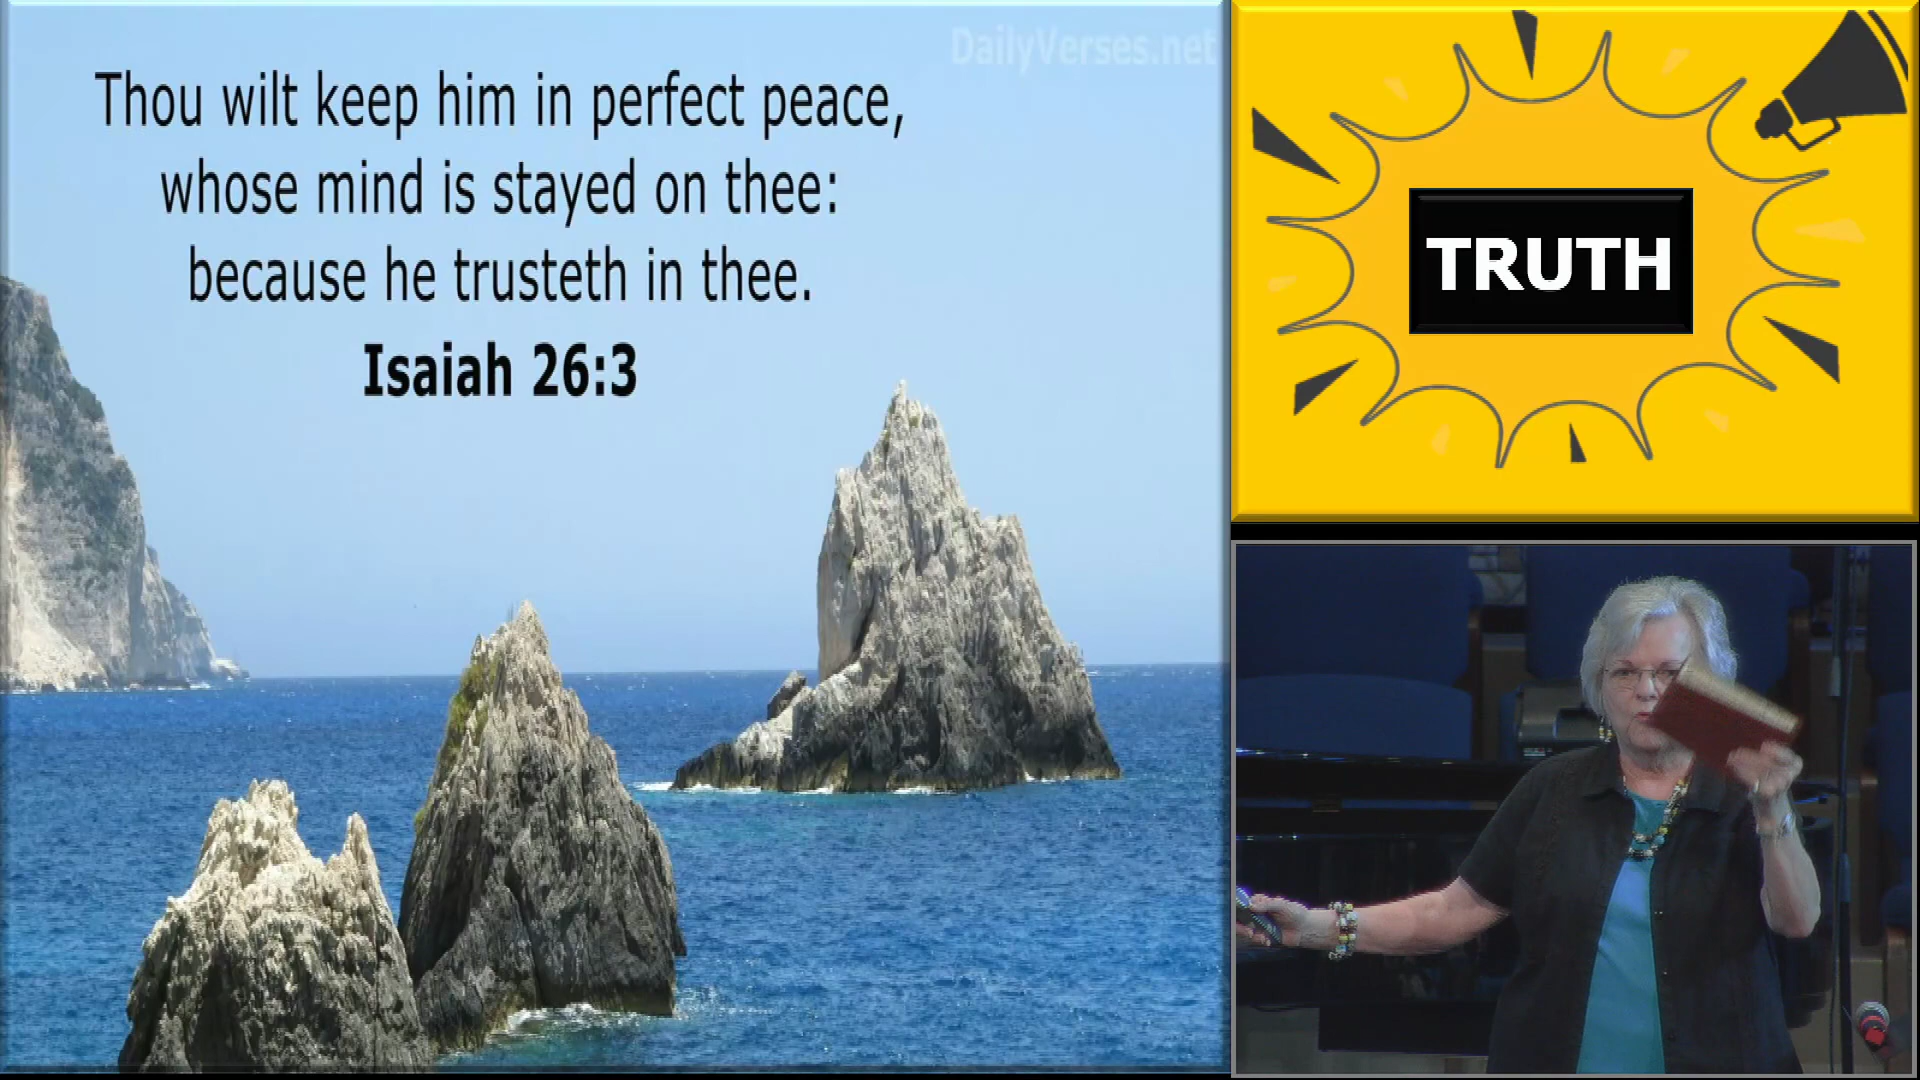 DailyVerses.net
Thou wilt keep him in perfect peace,
whose mind is stayed on thee:
because he trusteth in thee.
Isaiah 26:3
TRUTH